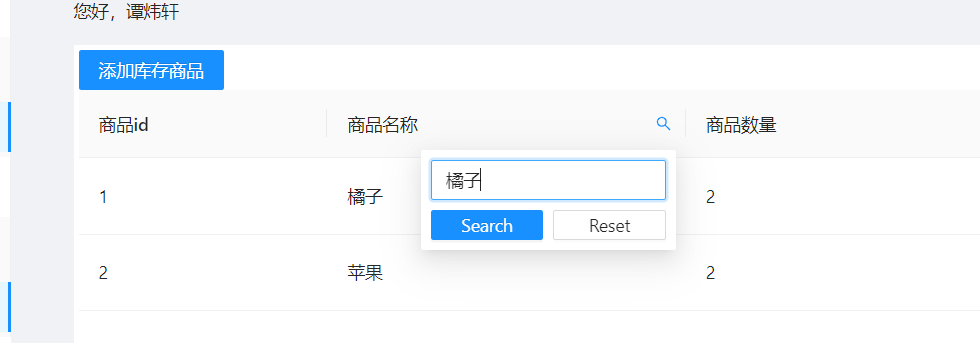 您好，谭炜轩
添加库存商品
商品id 商品名称 商品数量
橘子
1 橘子 2
Search Reset
2 苹果 2